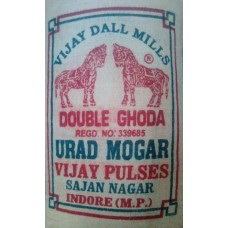 VIJAY DALL MILLS
®
DOUBLE GHODA
REGD. NO. 339685
URAD MOGAR
VIJAY PULSES
SAJAN NAGAR
INDORE (M.P.)